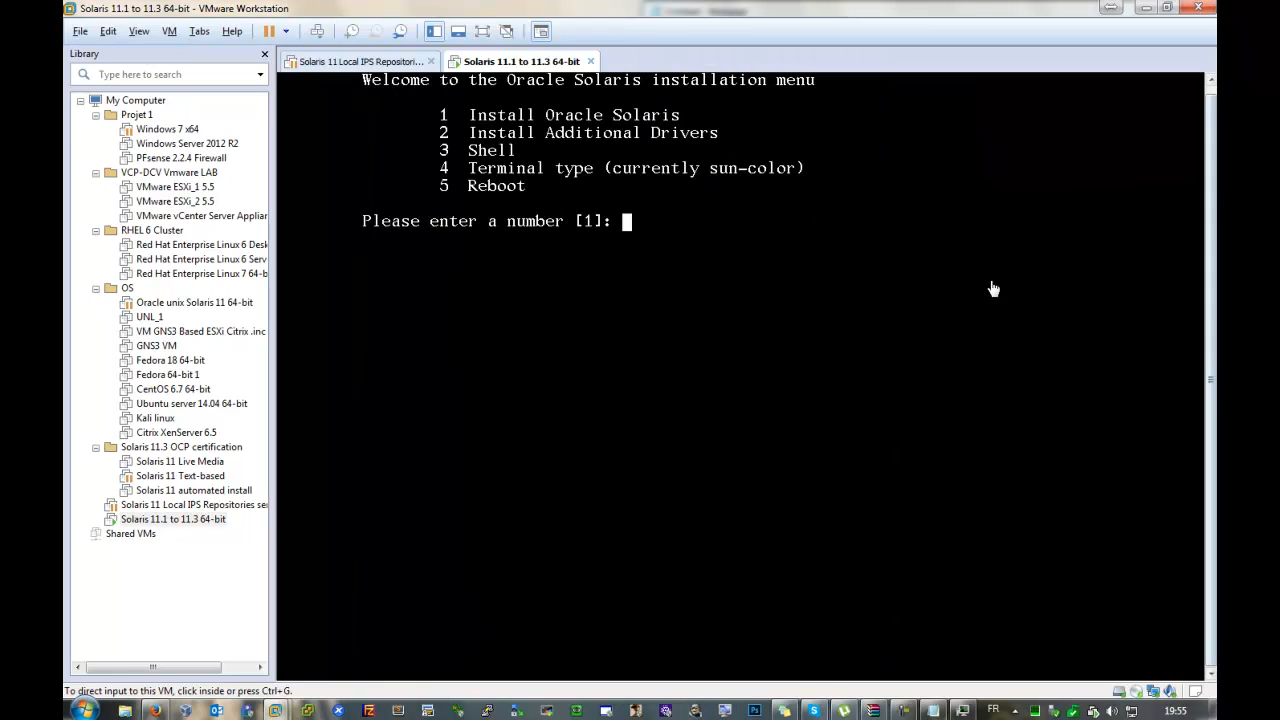 Solaris 11.1 to 11.3 64-bit - VMware Workstation
File Edit View VM Tabs Help
Library
Type here to search
My Computer
Projet 1
Windows 7 x64
Windows Server 2012 R2
PFsense 2.2.4 Firewall
VCP-DCV Vmware LAB
VMware ESXi_1 5.5
VMware ESXi_2 5.5
VMware vCenter Server Applian
RHEL 6 Cluster
Red Hat Enterprise Linux 6 Desk
Red Hat Enterprise Linux 6 Serv
Red Hat Enterprise Linux 7 64-b
OS
Oracle unix Solaris 11 64-bit
UNL_1
VM GNS3 Based ESXi Citrix .inc
GNS3 VM
Fedora 18 64-bit
Fedora 64-bit 1
CentOS 6.7 64-bit
Ubuntu server 14.04 64-bit
Kali linux
Citrix XenServer 6.5
Solaris 11.3 OCP certification
Solaris 11 Live Media
Solaris 11 Text-based
Solaris 11 automated install
Solaris 11 Local IPS Repositories ser
Solaris 11.1 to 11.3 64-bit
Shared VMs
Solaris 11 Local IPS Repositori... Solaris 11.1 to 11.3 64-bit
Welcome to the Oracle Solaris installation menu
1 Install Oracle Solaris
2 Install Additional Drivers
3 Shell
4 Terminal type (currently sun-color)
5 Reboot
Please enter a number [1]:
To direct input to this VM, click inside or press Ctrl+G.
FR 19:55